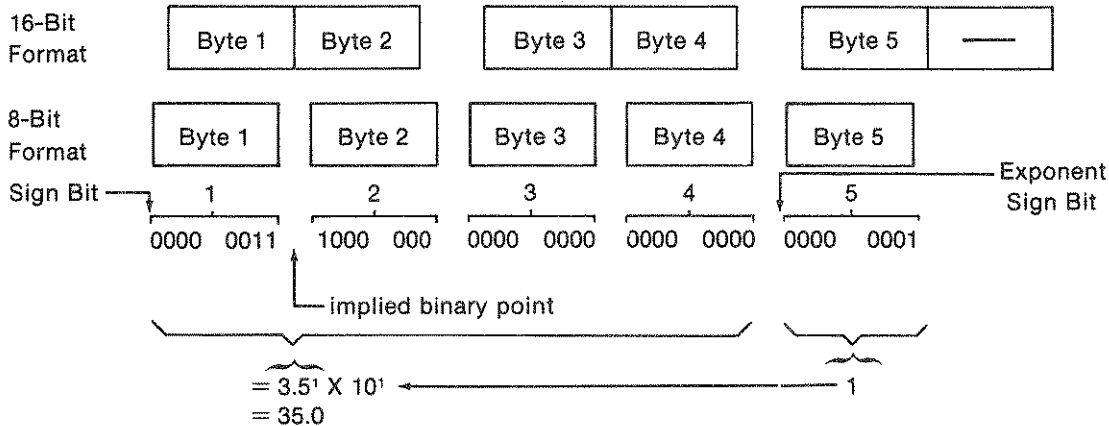 16-Bit Format
Byte 1 Byte 2 Byte 3 Byte 4 Byte 5 —
8-Bit Format
Byte 1 Byte 2 Byte 3 Byte 4 Byte 5
Sign Bit 1 2 3 4 5 Exponent Sign Bit
0000 0011 1000 000 0000 0000 0000 0000 0000 0001
implied binary point
= 3.5¹ X 10¹ 1
= 35.0